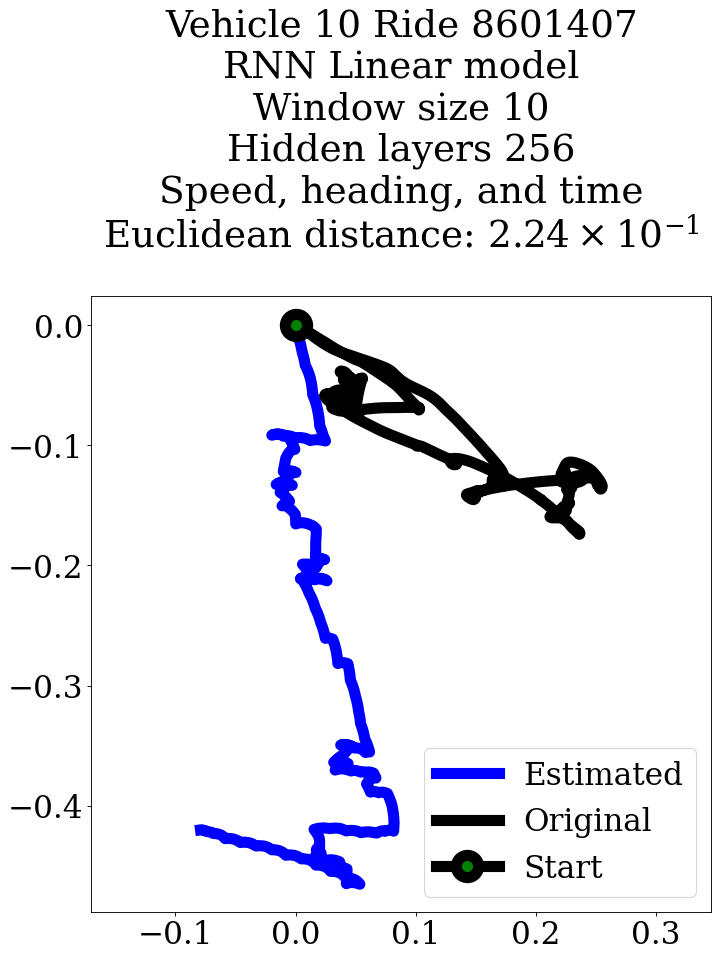 Vehicle 10 Ride 8601407
RNN Linear model
Window size 10
Hidden layers 256
Speed, heading, and time
Euclidean distance: 2.24 × 10⁻¹
0.0
−0.1
−0.2
−0.3
−0.4
Estimated
Original
Start
−0.1 0.0 0.1 0.2 0.3